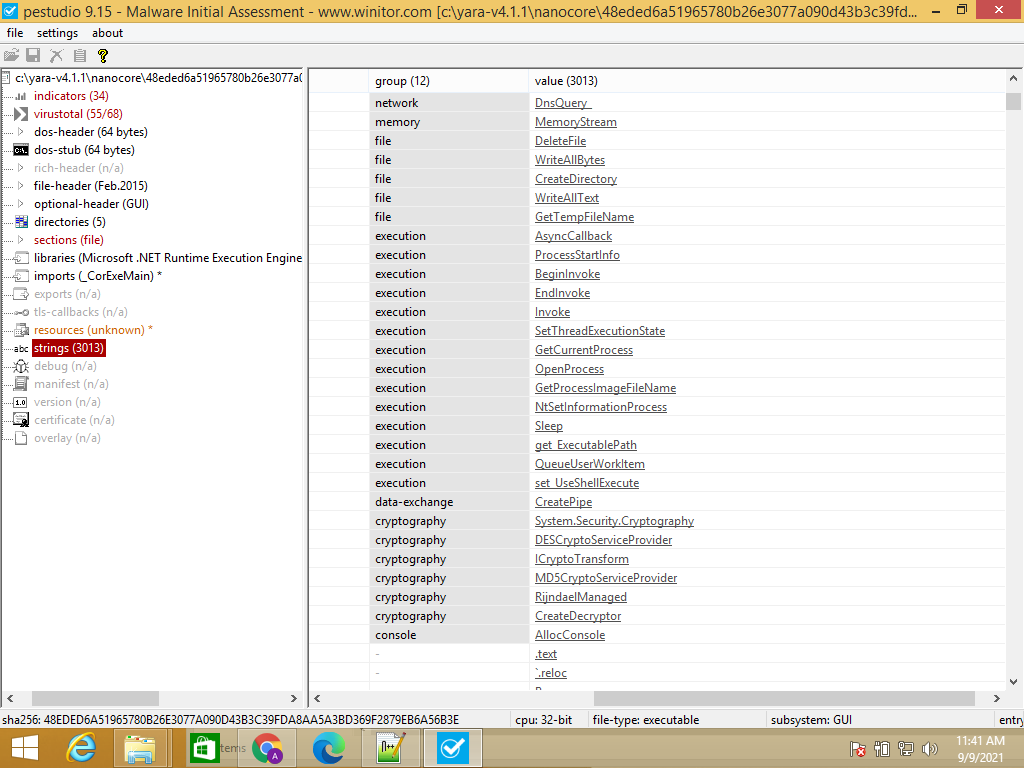 pestudio 9.15 - Malware Initial Assessment - www.winitor.com [c:\yara-v4.1.1\nanocore\48eded6a51965780b26e3077a090d43b3c39fd...
file settings about
c:\yara-v4.1.1\nanocore\48eded6a51965780b26e3077a0
indicators (34)
virustotal (55/68)
dos-header (64 bytes)
dos-stub (64 bytes)
rich-header (n/a)
file-header (Feb.2015)
optional-header (GUI)
directories (5)
sections (file)
libraries (Microsoft .NET Runtime Execution Engine
imports (_CorExeMain) *
exports (n/a)
tls-callbacks (n/a)
resources (unknown) *
abc strings (3013)
debug (n/a)
manifest (n/a)
1.0 version (n/a)
certificate (n/a)
overlay (n/a)
group (12) value (3013)
network DnsQuery_
memory MemoryStream
file DeleteFile
file WriteAllBytes
file CreateDirectory
file WriteAllText
file GetTempFileName
execution AsyncCallback
execution ProcessStartInfo
execution BeginInvoke
execution EndInvoke
execution Invoke
execution SetThreadExecutionState
execution GetCurrentProcess
execution OpenProcess
execution GetProcessImageFileName
execution NtSetInformationProcess
execution Sleep
execution get_ExecutablePath
execution QueueUserWorkItem
execution set_UseShellExecute
data-exchange CreatePipe
cryptography System.Security.Cryptography
cryptography DESCryptoServiceProvider
cryptography ICryptoTransform
cryptography MD5CryptoServiceProvider
cryptography RijndaelManaged
cryptography CreateDecryptor
console AllocConsole
- .text
- `.reloc
sha256: 48EDED6A51965780B26E3077A090D43B3C39FDA8AA5A3BD369F2879EB6A56B3E cpu: 32-bit file-type: executable subsystem: GUI entry
tems
11:41 AM
9/9/2021